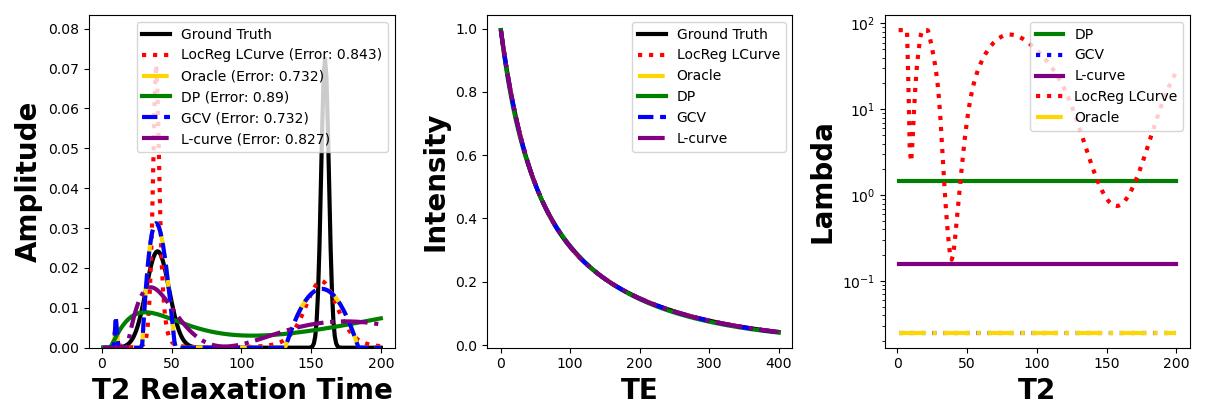 0.08
0.07
0.06
0.05
0.04
0.03
0.02
0.01
0.00
Amplitude
Ground Truth
LocReg LCurve (Error: 0.843)
Oracle (Error: 0.732)
DP (Error: 0.89)
GCV (Error: 0.732)
L-curve (Error: 0.827)
0 50 100 150 200
T2 Relaxation Time
1.0
0.8
0.6
0.4
0.2
0.0
Intensity
Ground Truth
LocReg LCurve
Oracle
DP
GCV
L-curve
0 100 200 300 400
TE
10²
10¹
10⁰
10⁻¹
Lambda
DP
GCV
L-curve
LocReg LCurve
Oracle
0 50 100 150 200
T2